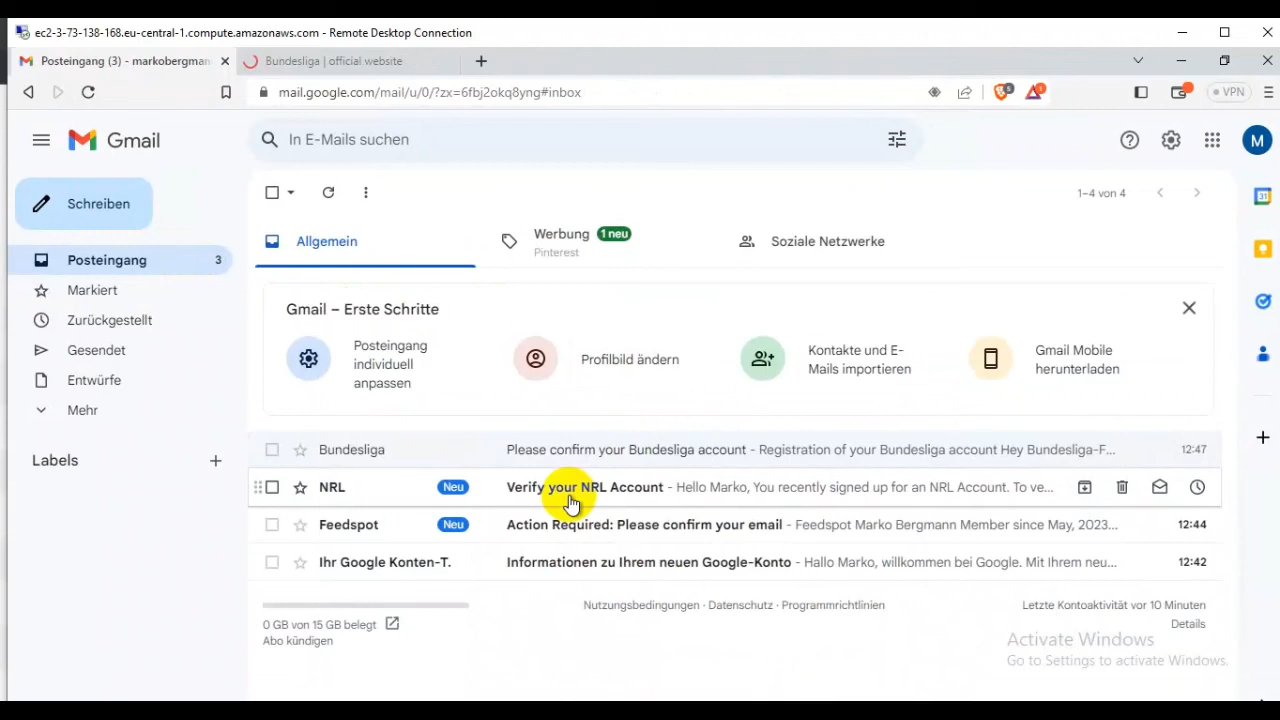 ec2-3-73-138-168.eu-central-1.compute.amazonaws.com - Remote Desktop Connection
Posteingang (3) - markobergman
Bundesliga | official website
mail.google.com/mail/u/0/?zx=6fbj2okq8yng#inbox
5
1
VPN
Gmail
In E-Mails suchen
M
Schreiben
1–4 von 4
31
Allgemein
Werbung 1 neu
Pinterest
Soziale Netzwerke
Posteingang 3
Markiert
Zurückgestellt
Gesendet
Entwürfe
Mehr
Labels
Gmail – Erste Schritte
Posteingang
individuell
anpassen
Profilbild ändern
Kontakte und E-
Mails importieren
Gmail Mobile
herunterladen
Bundesliga Please confirm your Bundesliga account - Registration of your Bundesliga account Hey Bundesliga-F... 12:47
NRL Neu Verify your NRL Account - Hello Marko, You recently signed up for an NRL Account. To ve...
Feedspot Neu Action Required: Please confirm your email - Feedspot Marko Bergmann Member since May, 2023... 12:44
Ihr Google Konten-T. Informationen zu Ihrem neuen Google-Konto - Hallo Marko, willkommen bei Google. Mit Ihrem neu... 12:42
0 GB von 15 GB belegt
Abo kündigen
Nutzungsbedingungen · Datenschutz · Programmrichtlinien
Letzte Kontoaktivität vor 10 Minuten
Details
Activate Windows
Go to Settings to activate Windows.